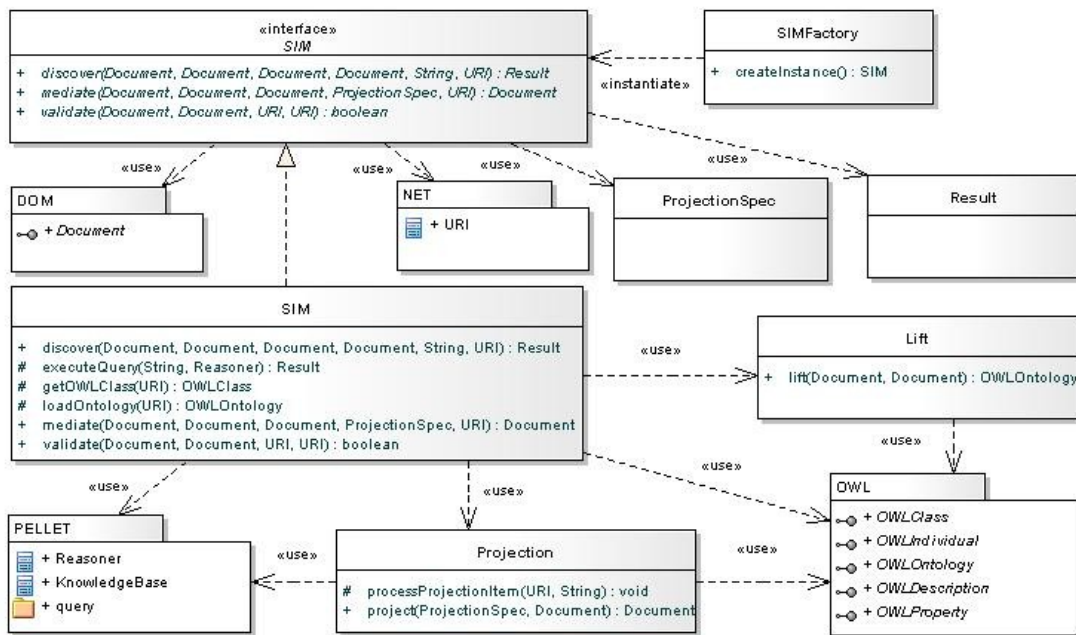 «interface»
SIM
+ discover(Document, Document, Document, Document, String, URI) : Result
+ mediate(Document, Document, Document, ProjectionSpec, URI) : Document
+ validate(Document, Document, URI, URI) : boolean
SIMFactory
+ createInstance() : SIM
«instantiate»
«use»
«use»
«use»
«use»
DOM
+ Document
NET
+ URI
ProjectionSpec
Result
SIM
+ discover(Document, Document, Document, Document, String, URI) : Result
# executeQuery(String, Reasoner) : Result
# getOWLClass(URI) : OWLClass
# loadOntology(URI) : OWLOntology
+ mediate(Document, Document, Document, ProjectionSpec, URI) : Document
+ validate(Document, Document, URI, URI) : boolean
«use»
Lift
+ lift(Document, Document) : OWLOntology
«use»
«use»
«use»
«use»
PELLET
+ Reasoner
+ KnowledgeBase
+ query
«use»
Projection
# processProjectionItem(URI, String) : void
+ project(ProjectionSpec, Document) : Document
«use»
OWL
+ OWLClass
+ OWLIndividual
+ OWLOntology
+ OWLDescription
+ OWLProperty